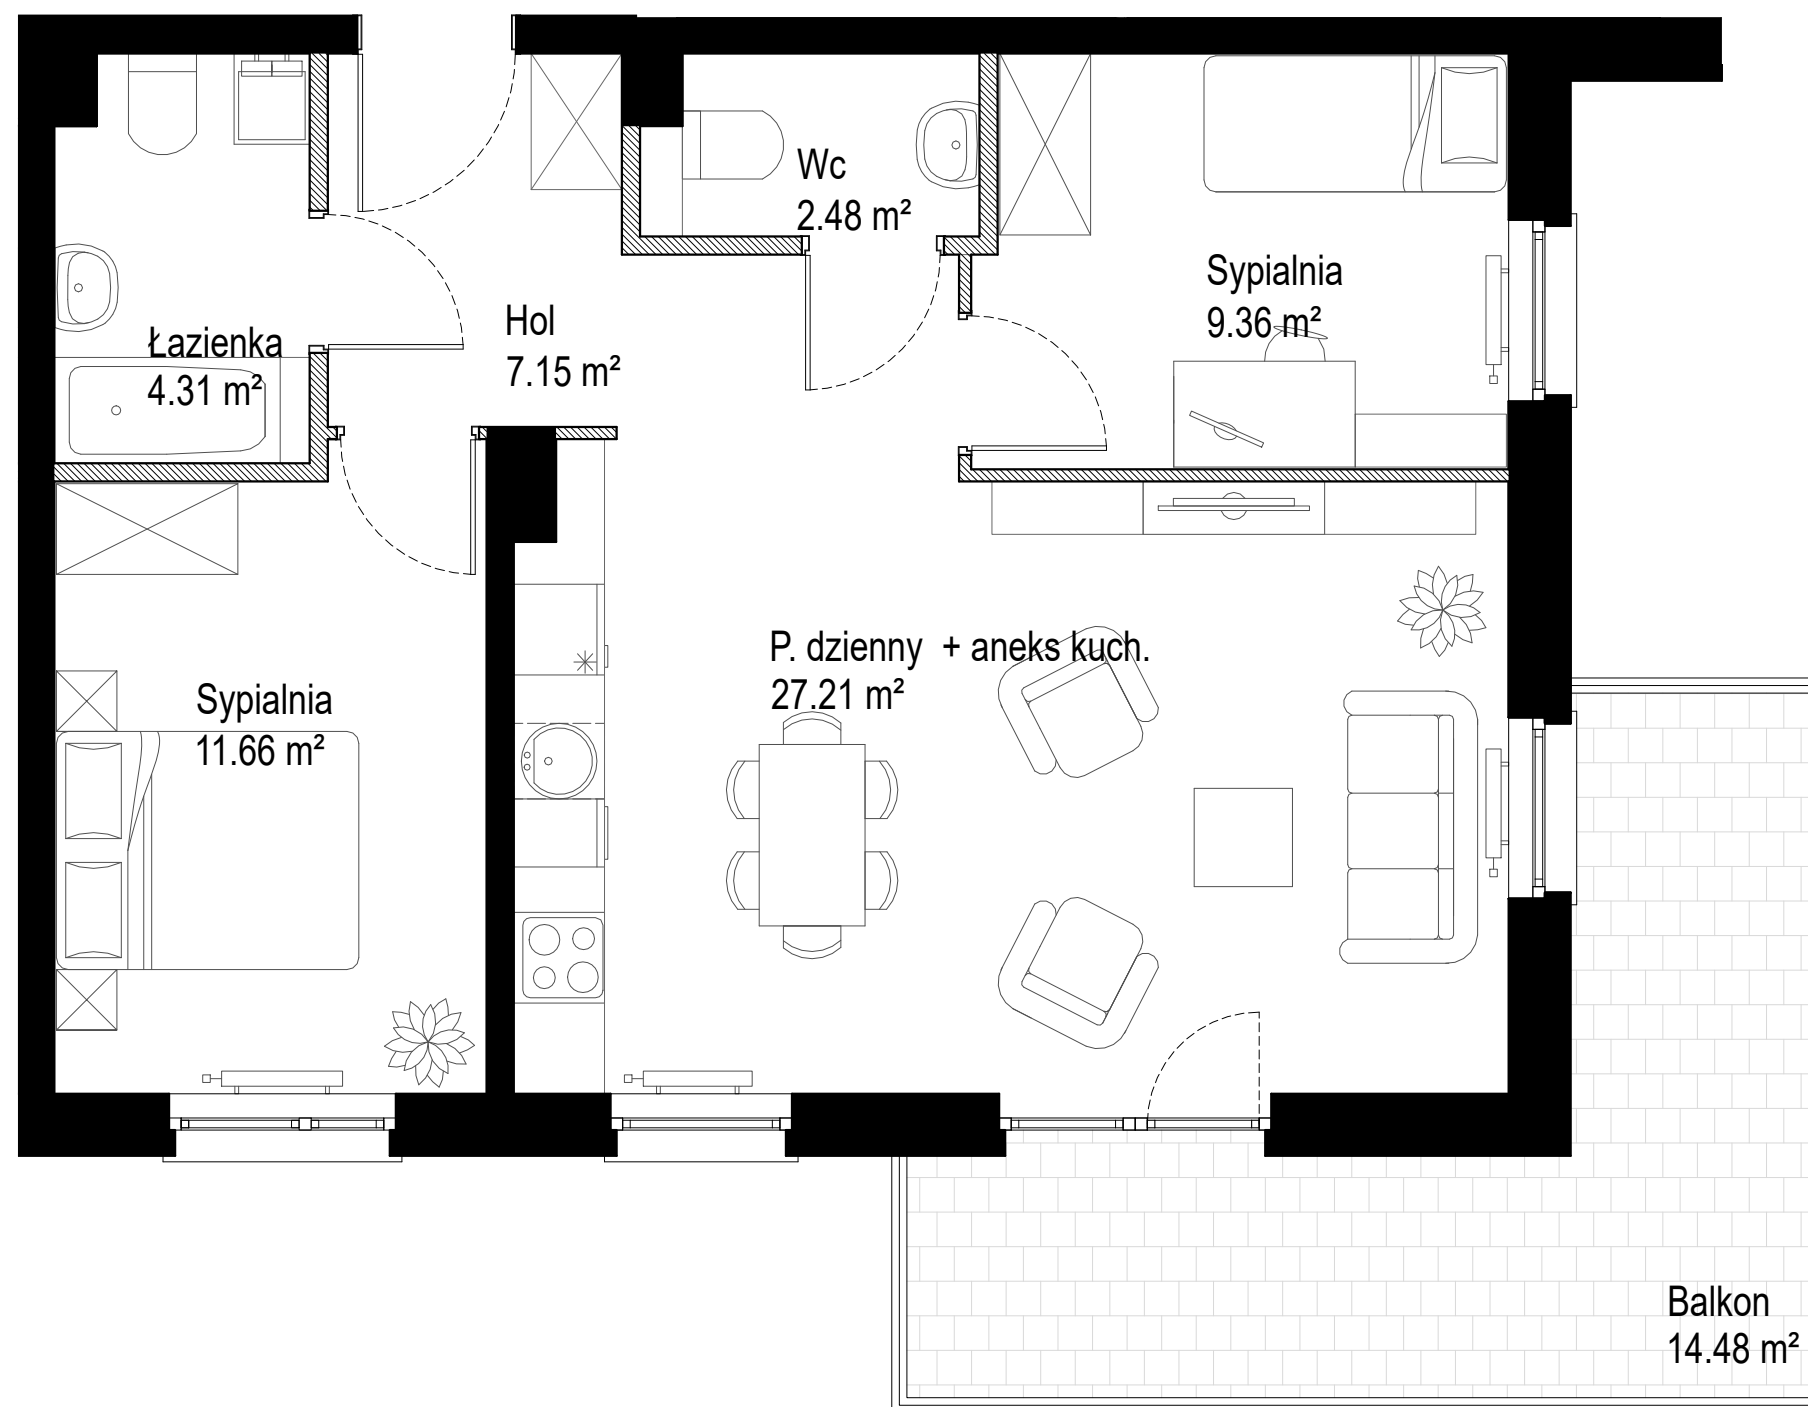 Wc
2.48 m²
Sypialnia
9.36 m²
Hol
7.15 m²
Łazienka
4.31 m²
P. dzienny + aneks kuch.
27.21 m²
Sypialnia
11.66 m²
Balkon
14.48 m²